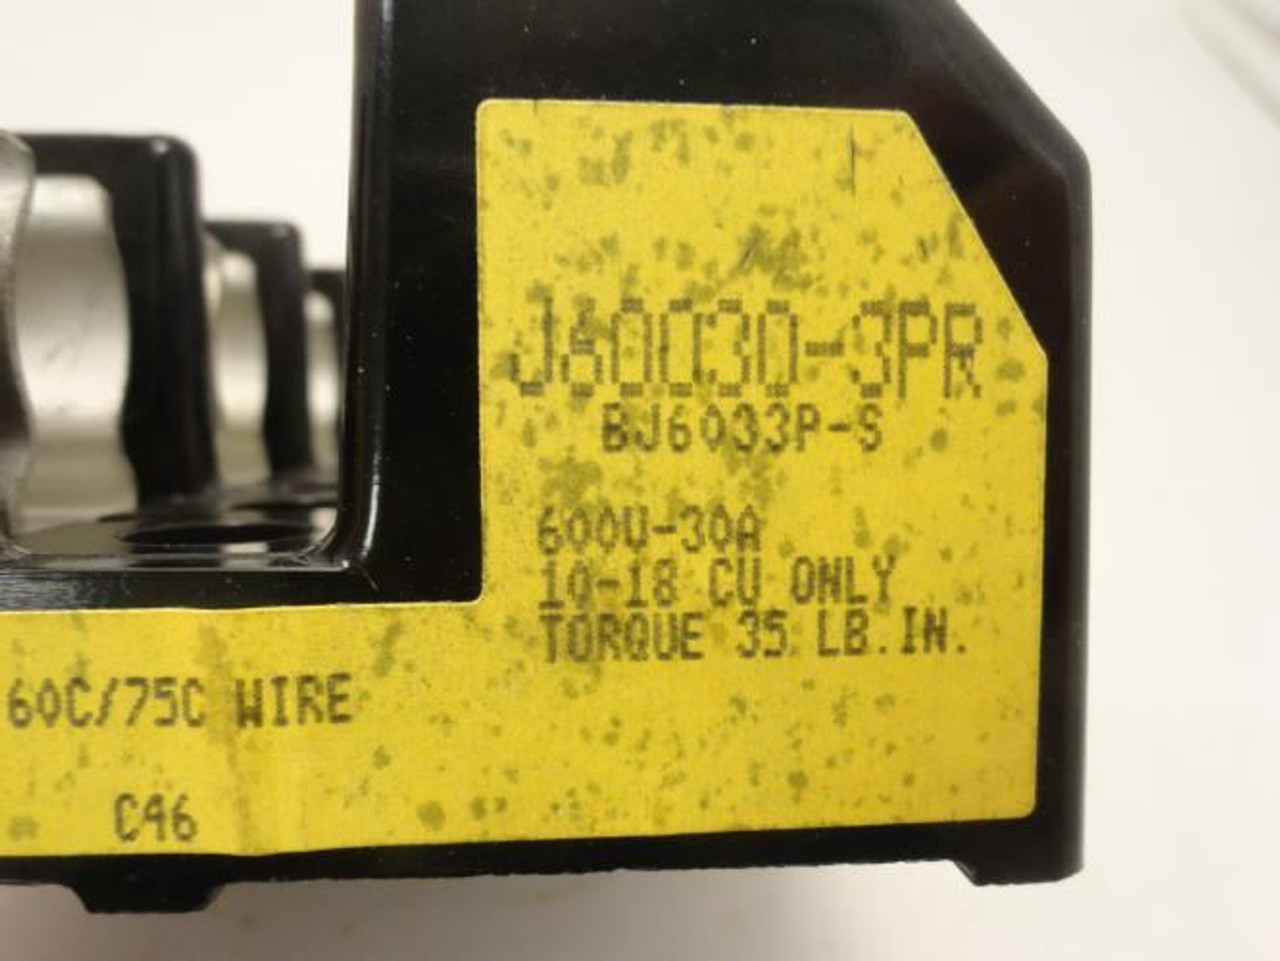 J60030-3PR
BJ6033P-S
600V-30A
10-18 CU ONLY
TORQUE 35 LB.IN.
60C/75C WIRE
C46